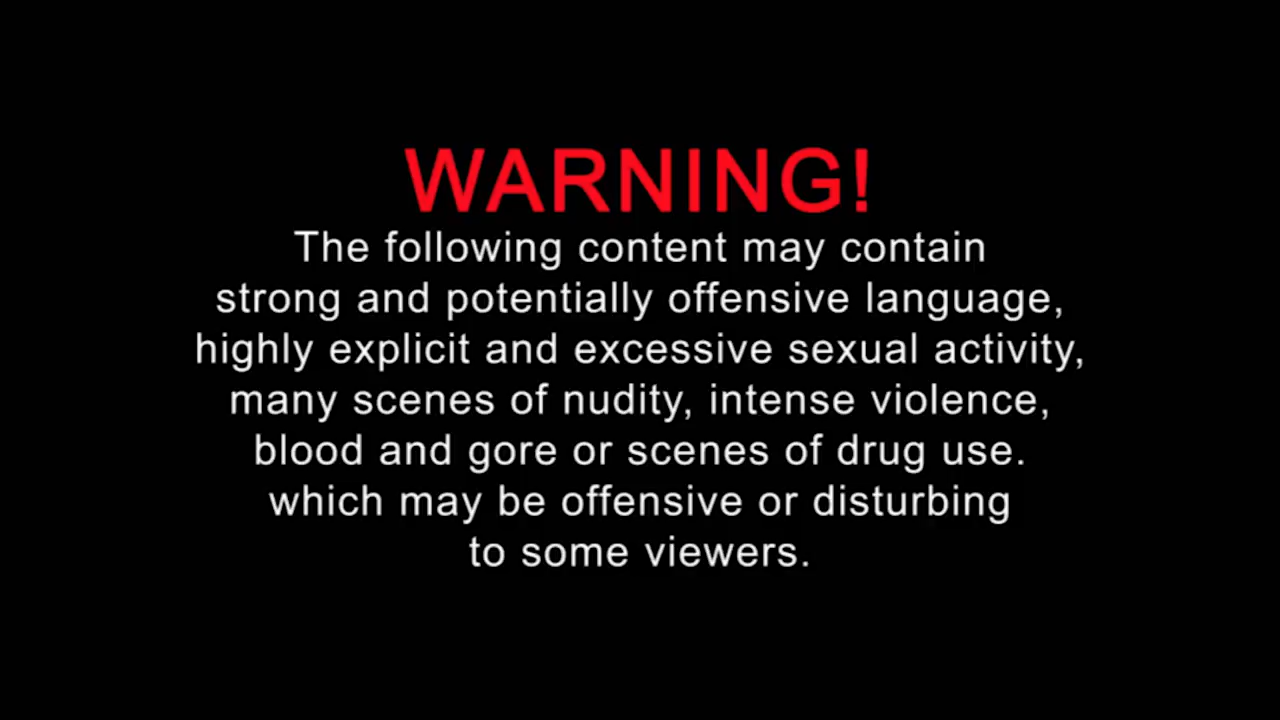 WARNING!
The following content may contain
strong and potentially offensive language,
highly explicit and excessive sexual activity,
many scenes of nudity, intense violence,
blood and gore or scenes of drug use.
which may be offensive or disturbing
to some viewers.